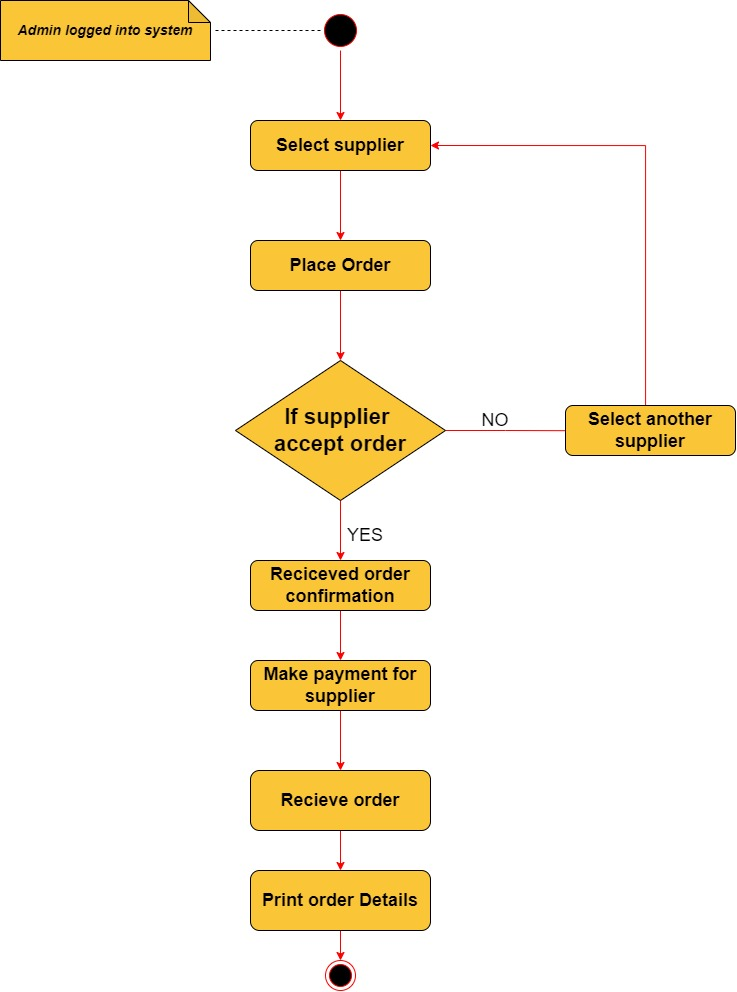 Admin logged into system
Select supplier
Place Order
If supplier
accept order
NO
Select another
supplier
YES
Reciceved order
confirmation
Make payment for
supplier
Recieve order
Print order Details